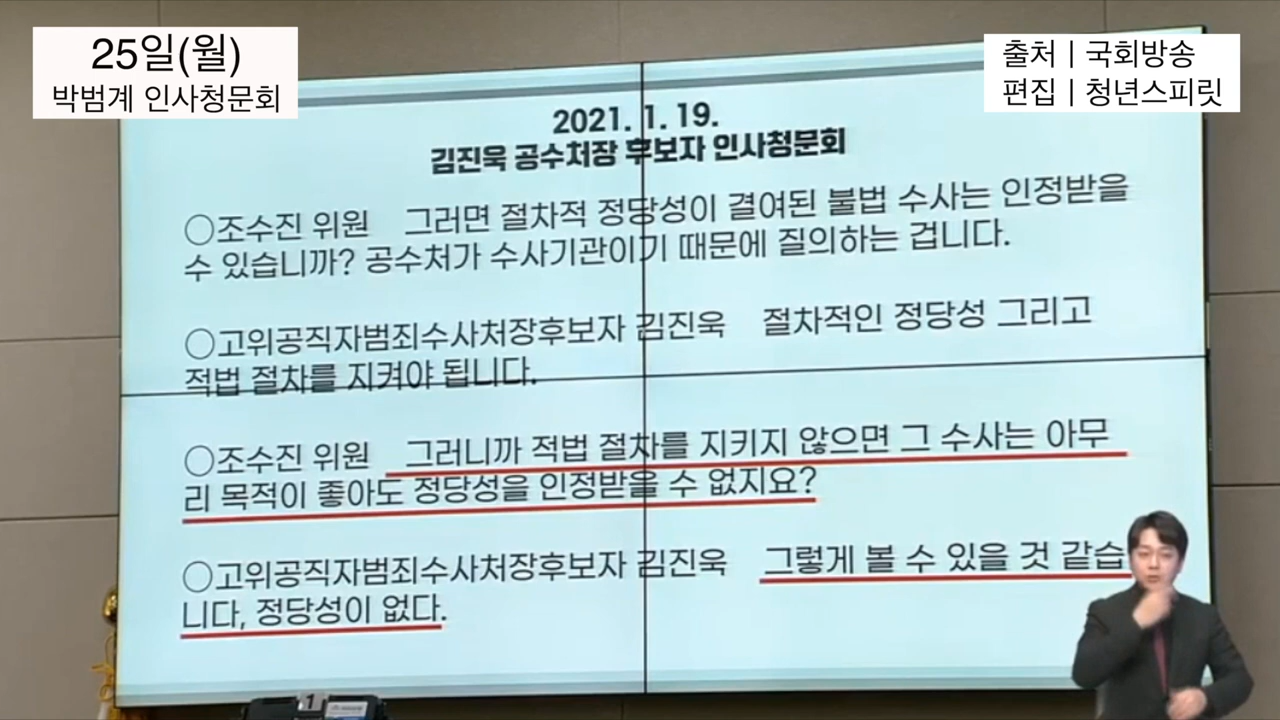 25일(월)
박범계 인사청문회
출처 | 국회방송
편집 | 청년스피릿
2021. 1. 19.
김진욱 공수처장 후보자 인사청문회
○조수진 위원 그러면 절차적 정당성이 결여된 불법 수사는 인정받을
수 있습니까? 공수처가 수사기관이기 때문에 질의하는 겁니다.
○고위공직자범죄수사처장후보자 김진욱 절차적인 정당성 그리고
적법 절차를 지켜야 됩니다.
○조수진 위원 그러니까 적법 절차를 지키지 않으면 그 수사는 아무
리 목적이 좋아도 정당성을 인정받을 수 없지요?
○고위공직자범죄수사처장후보자 김진욱 그렇게 볼 수 있을 것 같습
니다, 정당성이 없다.
1